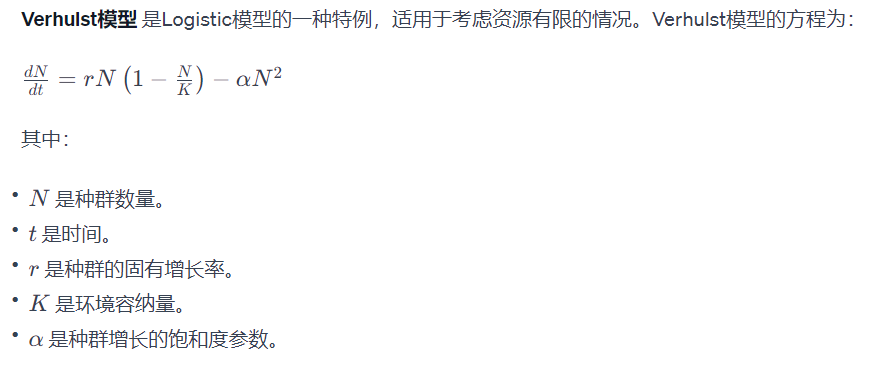 Verhulst模型 是Logistic模型的一种特例，适用于考虑资源有限的情况。Verhulst模型的方程为：
dN/dt = rN (1 − N/K) − αN²
其中：
• N 是种群数量。
• t 是时间。
• r 是种群的固有增长率。
• K 是环境容纳量。
• α 是种群增长的饱和度参数。